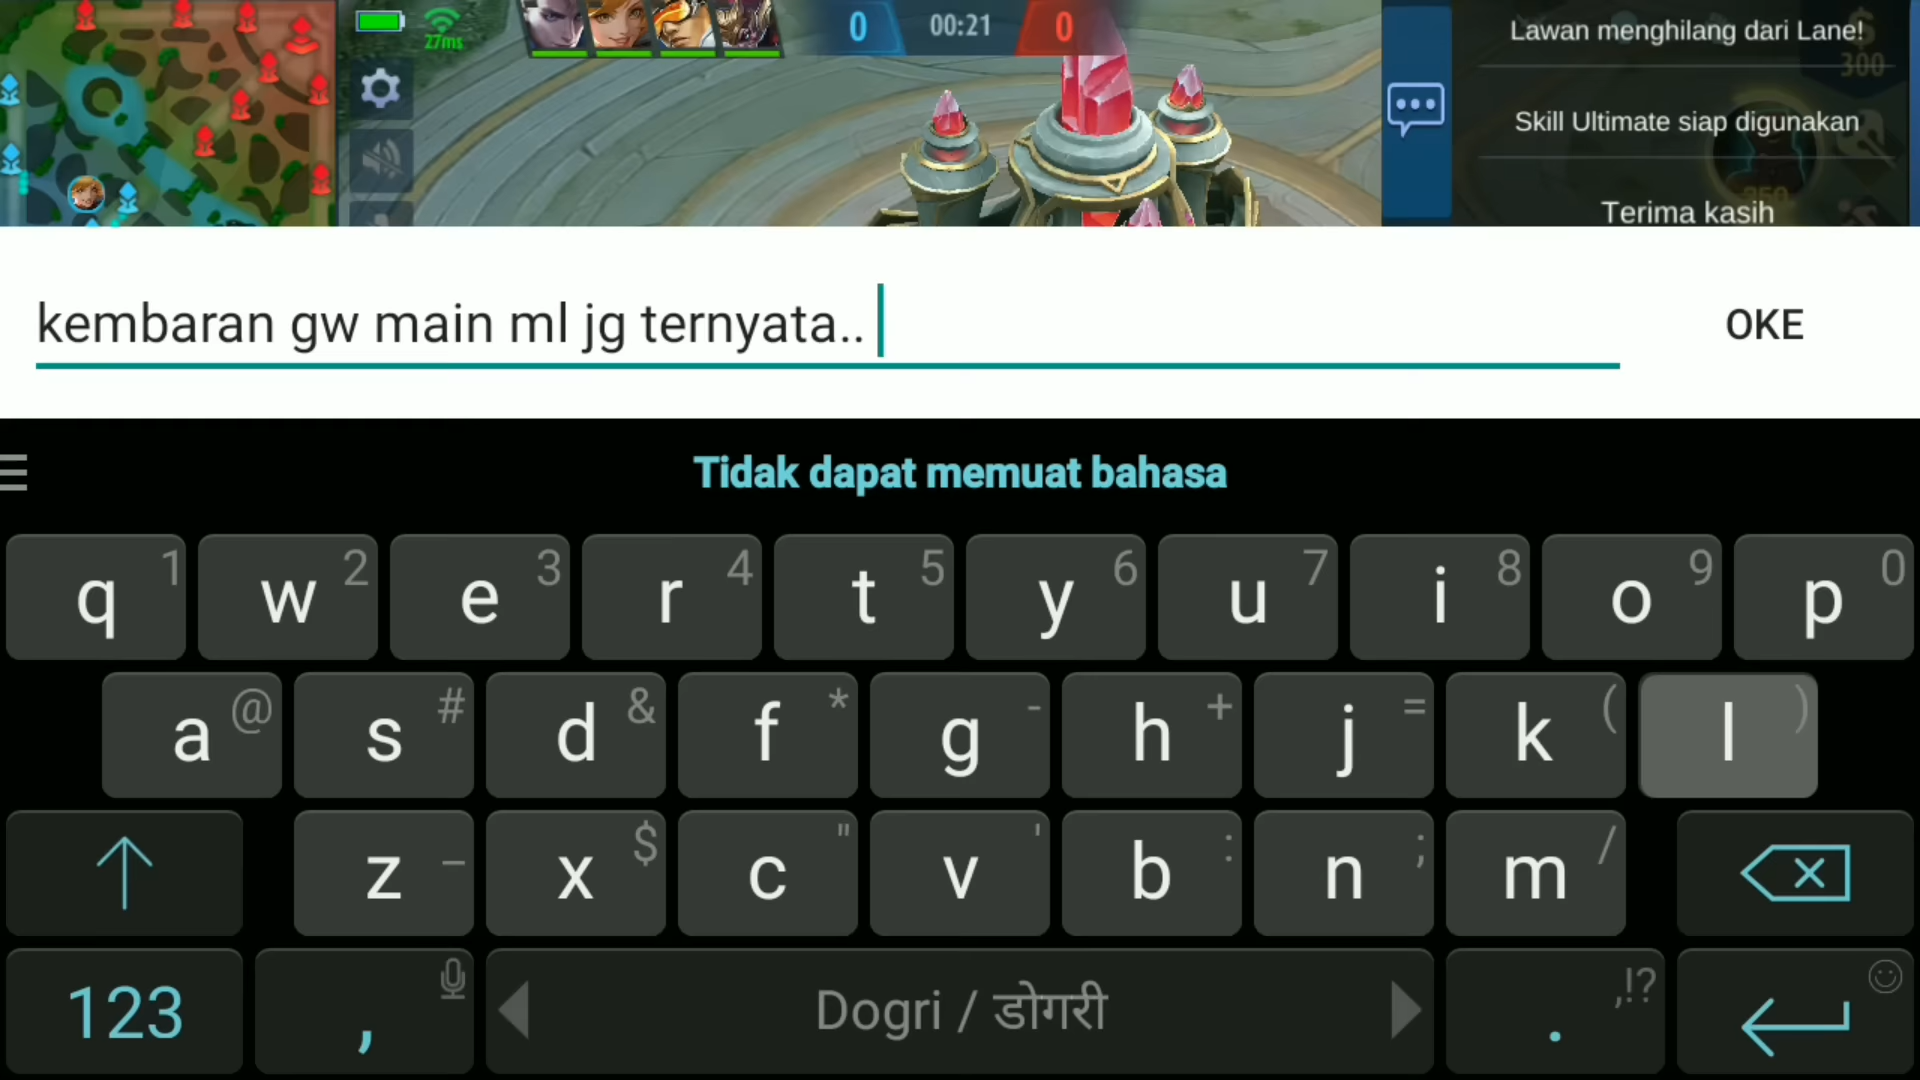 27ms
0 00:21 0
Lawan menghilang dari Lane!
300
Skill Ultimate siap digunakan
350
Terima kasih
kembaran gw main ml jg ternyata..
OKE
Tidak dapat memuat bahasa
q 1 w 2 e 3 r 4 t 5 y 6 u 7 i 8 o 9 p 0
a @ s # d & f * g - h + j = k ( l )
z _ x $ c " v ' b : n ; m /
123 , Dogri / डोगरी . ,!?